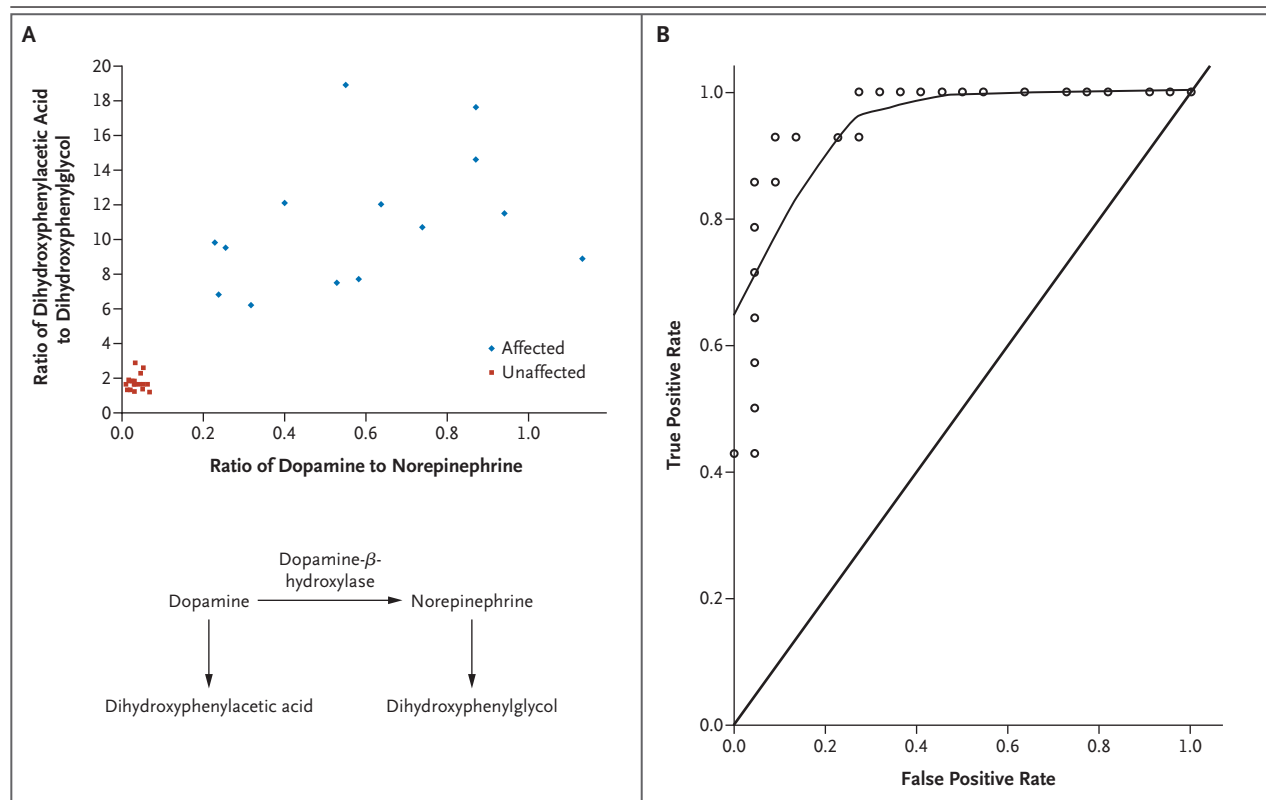 A
20
18
16
14
12
10
8
6
4
2
0
0.0 0.2 0.4 0.6 0.8 1.0
Ratio of Dihydroxyphenylacetic Acid
to Dihydroxyphenylglycol
Affected
Unaffected
Ratio of Dopamine to Norepinephrine
Dopamine-β-
hydroxylase
Dopamine Norepinephrine
Dihydroxyphenylacetic acid Dihydroxyphenylglycol
B
1.0
0.8
0.6
0.4
0.2
0.0
0.0 0.2 0.4 0.6 0.8 1.0
True Positive Rate
False Positive Rate